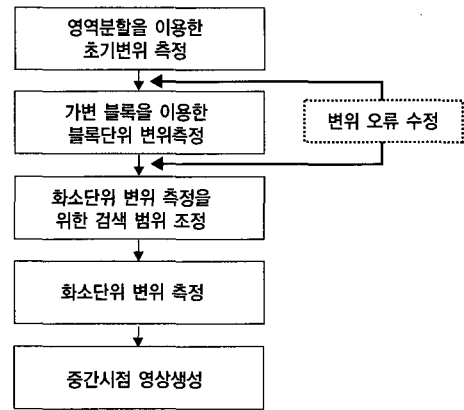 영역분할을 이용한
초기변위 측정
가변 블록을 이용한
블록단위 변위측정
변위 오류 수정
화소단위 변위 측정을
위한 검색 범위 조정
화소단위 변위 측정
중간시점 영상생성